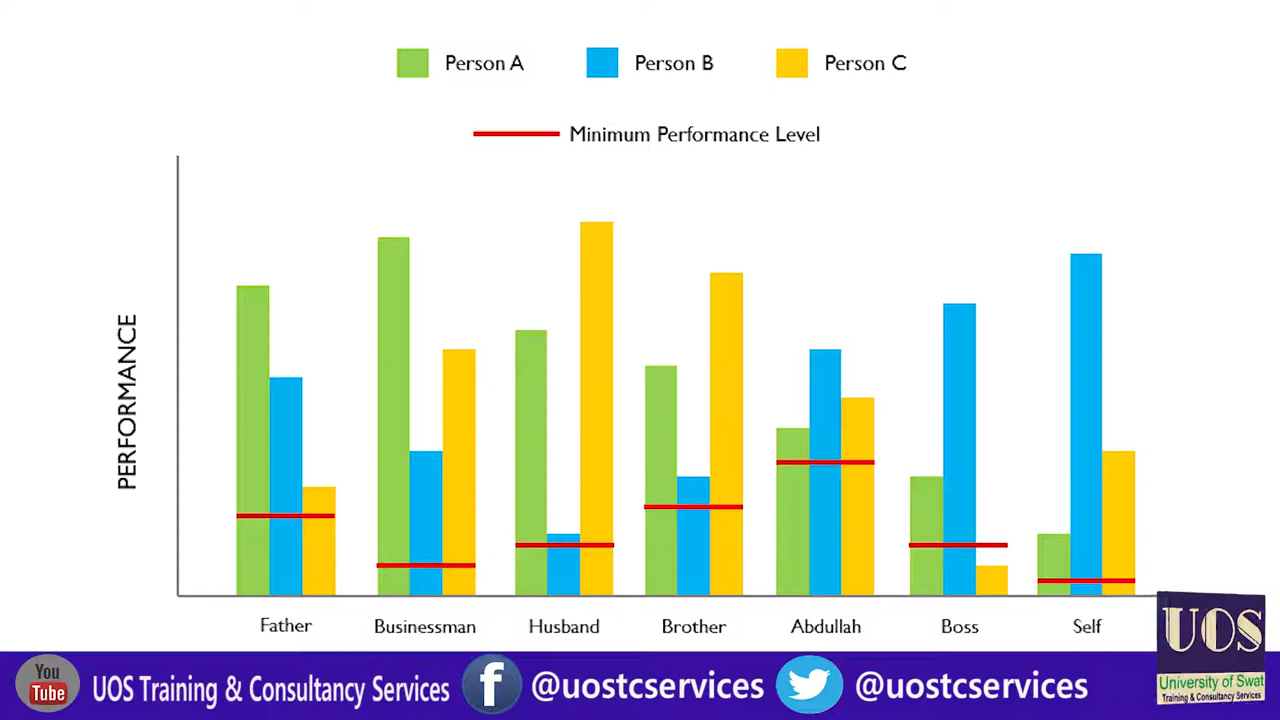 Person A Person B Person C
Minimum Performance Level
PERFORMANCE
Father Businessman Husband Brother Abdullah Boss Self
UOS
University of Swat
Training & Consultancy Services
You
Tube
UOS Training & Consultancy Services
f
@uostcservices
@uostcservices